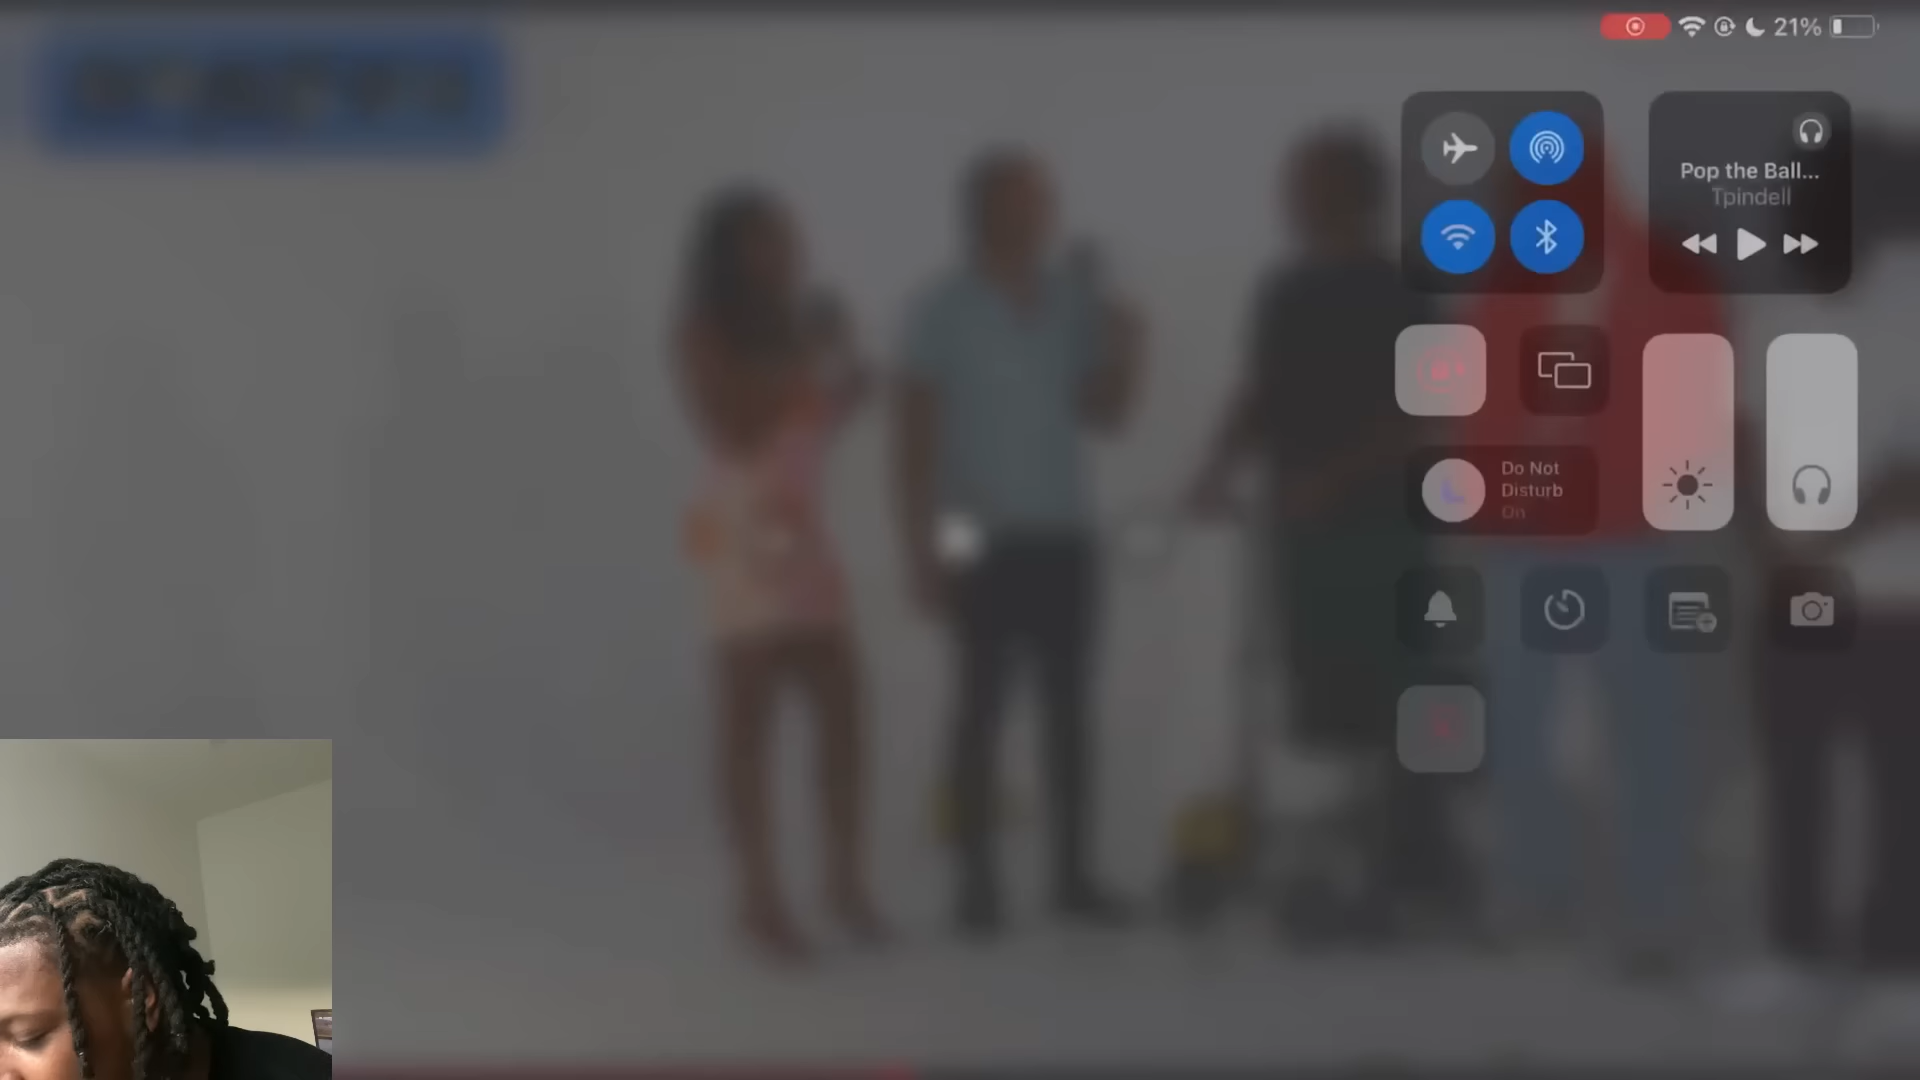 21%
Pop the Ball...
Tpindell
Do Not
Disturb
On